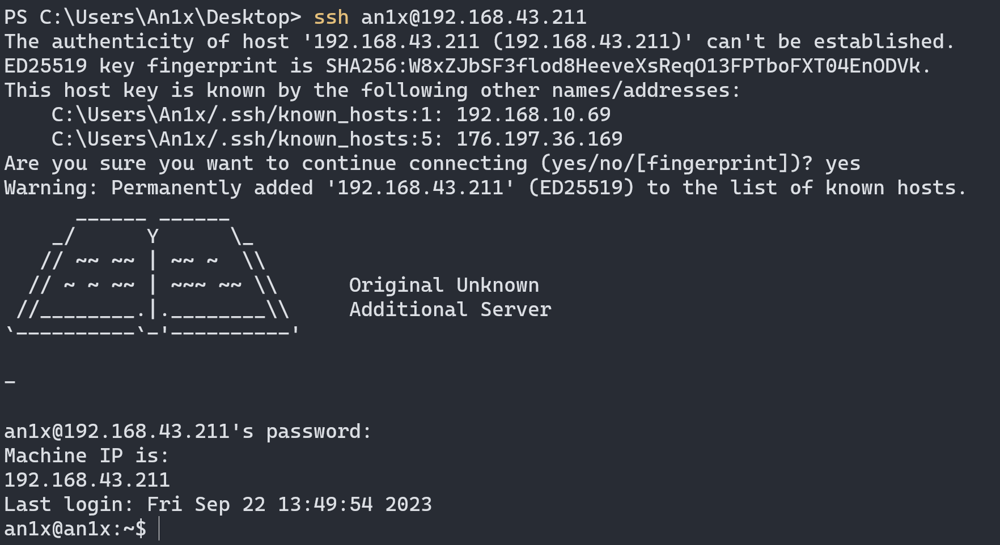 PS C:\Users\An1x\Desktop> ssh an1x@192.168.43.211
The authenticity of host '192.168.43.211 (192.168.43.211)' can't be established.
ED25519 key fingerprint is SHA256:W8xZJbSF3flod8HeeveXsReqO13FPTboFXT04EnODVk.
This host key is known by the following other names/addresses:
    C:\Users\An1x/.ssh/known_hosts:1: 192.168.10.69
    C:\Users\An1x/.ssh/known_hosts:5: 176.197.36.169
Are you sure you want to continue connecting (yes/no/[fingerprint])? yes
Warning: Permanently added '192.168.43.211' (ED25519) to the list of known hosts.
      ------ ------
    _/      Y      \_
   // ~~ ~~ | ~~ ~  \\
  // ~ ~ ~~ | ~~~ ~~ \\      Original Unknown
 //________.|.________\\     Additional Server
`----------`-'----------'
-
an1x@192.168.43.211's password:
Machine IP is:
192.168.43.211
Last login: Fri Sep 22 13:49:54 2023
an1x@an1x:~$